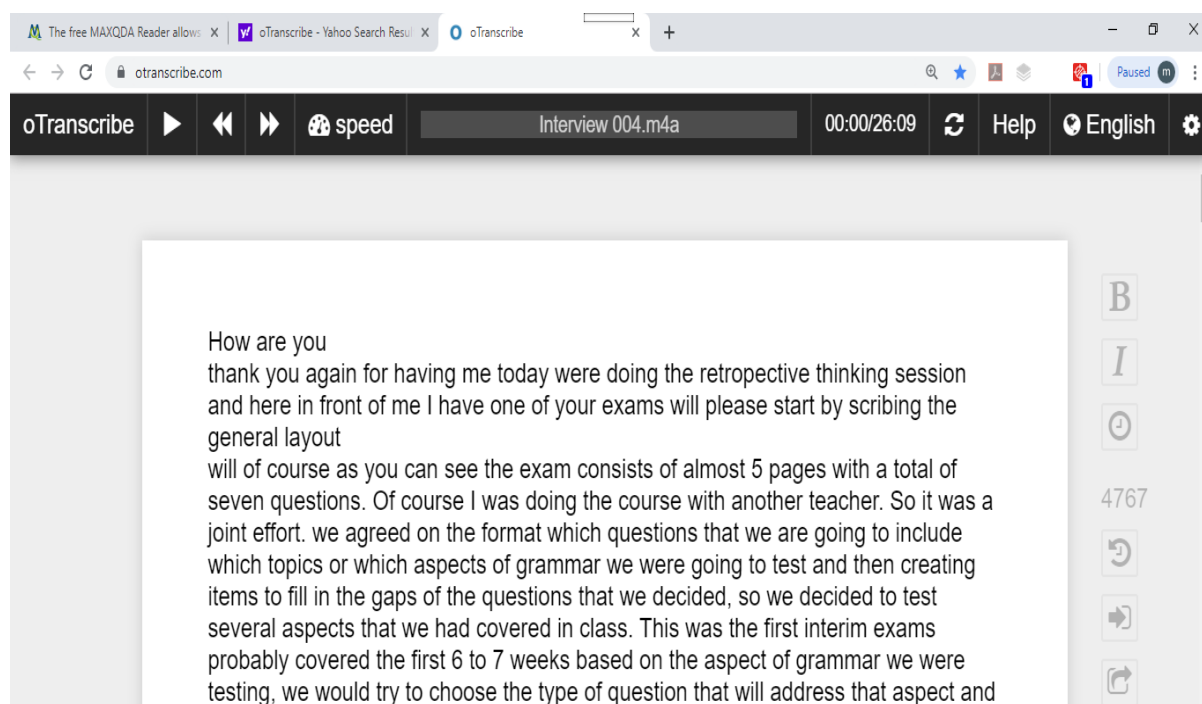 The free MAXQDA Reader allows
oTranscribe - Yahoo Search Resul
oTranscribe
otranscribe.com
1
Paused m
oTranscribe speed Interview 004.m4a 00:00/26:09 Help English
How are you
thank you again for having me today were doing the retropective thinking session
and here in front of me I have one of your exams will please start by scribing the
general layout
will of course as you can see the exam consists of almost 5 pages with a total of
seven questions. Of course I was doing the course with another teacher. So it was a
joint effort. we agreed on the format which questions that we are going to include
which topics or which aspects of grammar we were going to test and then creating
items to fill in the gaps of the questions that we decided, so we decided to test
several aspects that we had covered in class. This was the first interim exams
probably covered the first 6 to 7 weeks based on the aspect of grammar we were
testing, we would try to choose the type of question that will address that aspect and
B
I
4767